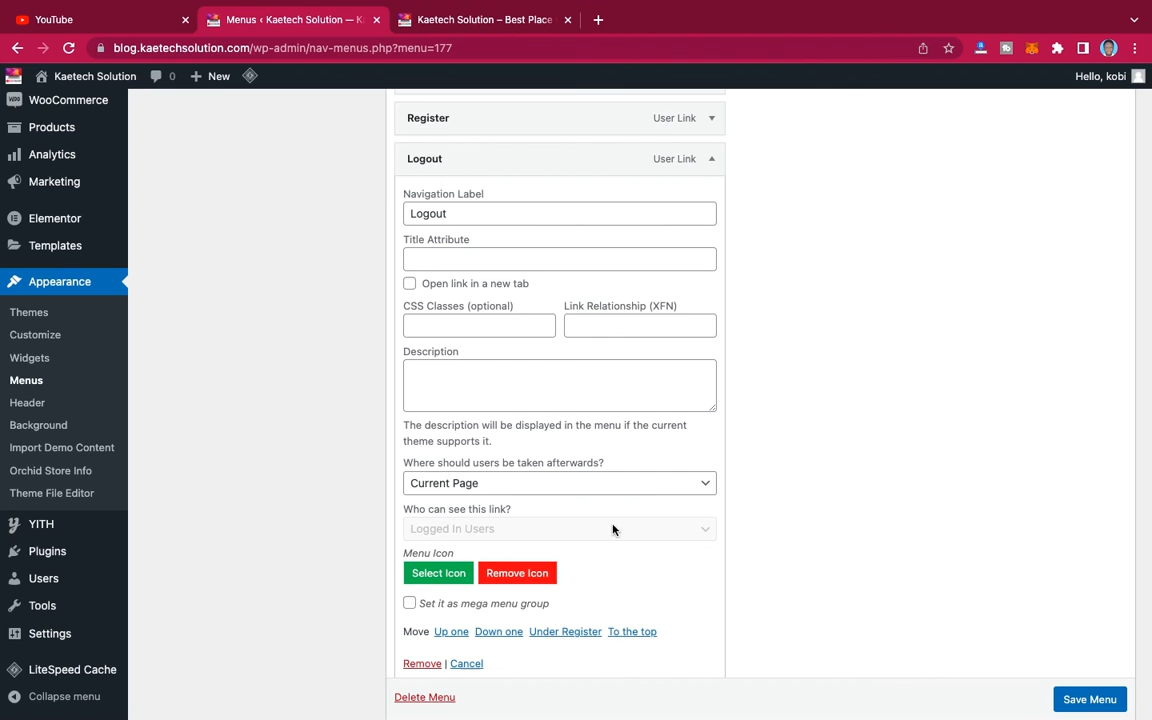 YouTube
Menus ‹ Kaetech Solution — K
Kaetech Solution – Best Place
blog.kaetechsolution.com/wp-admin/nav-menus.php?menu=177
Kaetech Solution
0
New
Hello, kobi
WooCommerce
Products
Analytics
Marketing
Elementor
Templates
Appearance
Themes
Customize
Widgets
Menus
Header
Background
Import Demo Content
Orchid Store Info
Theme File Editor
YITH
Plugins
Users
Tools
Settings
LiteSpeed Cache
Collapse menu
Register
User Link
Logout
User Link
Navigation Label
Logout
Title Attribute
Open link in a new tab
CSS Classes (optional)
Link Relationship (XFN)
Description
The description will be displayed in the menu if the current
theme supports it.
Where should users be taken afterwards?
Current Page
Who can see this link?
Logged In Users
Menu Icon
Select Icon
Remove Icon
Set it as mega menu group
Move Up one Down one Under Register To the top
Remove | Cancel
Delete Menu
Save Menu